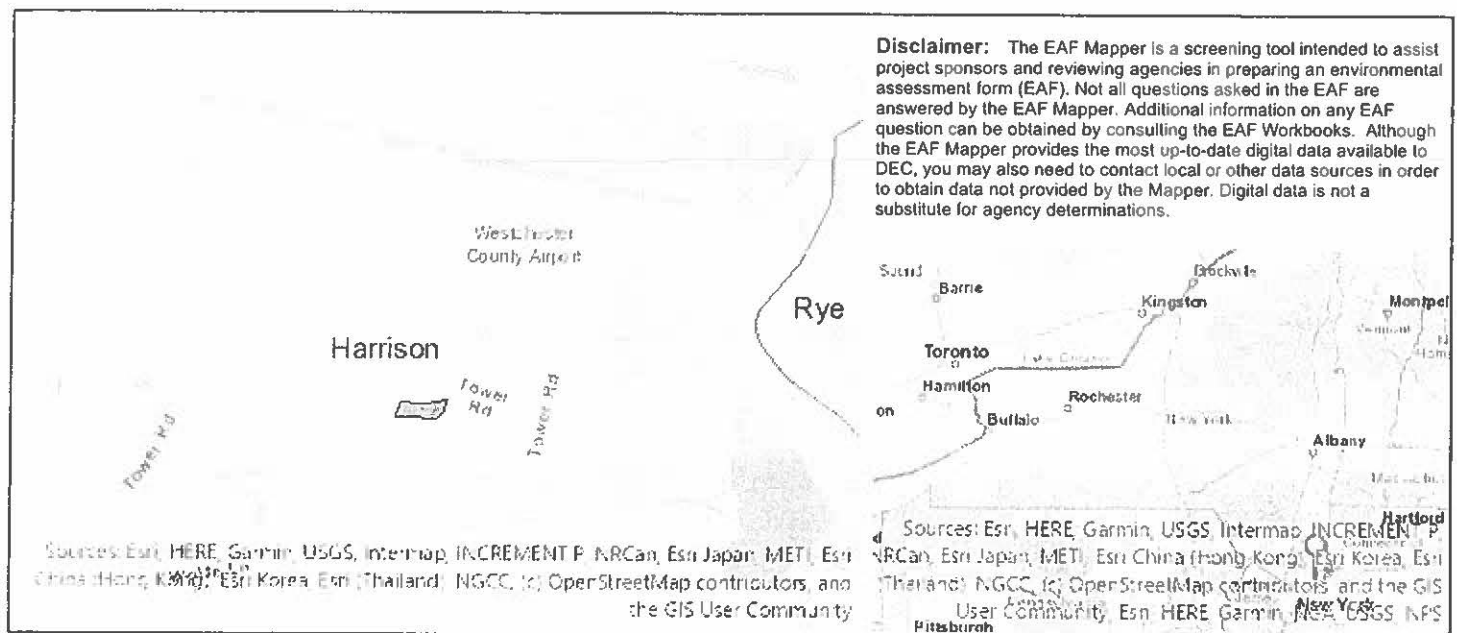 Disclaimer: The EAF Mapper is a screening tool intended to assist
project sponsors and reviewing agencies in preparing an environmental
assessment form (EAF). Not all questions asked in the EAF are
answered by the EAF Mapper. Additional information on any EAF
question can be obtained by consulting the EAF Workbooks. Although
the EAF Mapper provides the most up-to-date digital data available to
DEC, you may also need to contact local or other data sources in order
to obtain data not provided by the Mapper. Digital data is not a
substitute for agency determinations.
Westchester
County Airport
Rye
Harrison
Tower
Rd
Tower Rd
Tower Rd
Sources: Esri, HERE, Garmin, USGS, Intermap, INCREMENT P, NRCan, Esri Japan, METI, Esri
China (Hong Kong), Esri Korea, Esri (Thailand), NGCC, (c) OpenStreetMap contributors, and
the GIS User Community
Barrie
Brockville
Kingston
Montpel
Vermont
Toronto
Hamilton
on
Rochester
Buffalo
New York
Albany
Hartford
Sources: Esri, HERE, Garmin, USGS, Intermap, INCREMENT P,
NRCan, Esri Japan, METI, Esri China (Hong Kong), Esri Korea, Esri
(Thailand), NGCC, (c) OpenStreetMap contributors, and the GIS
User Community, Esri, HERE, Garmin, USGS, NPS
New York
Pittsburgh